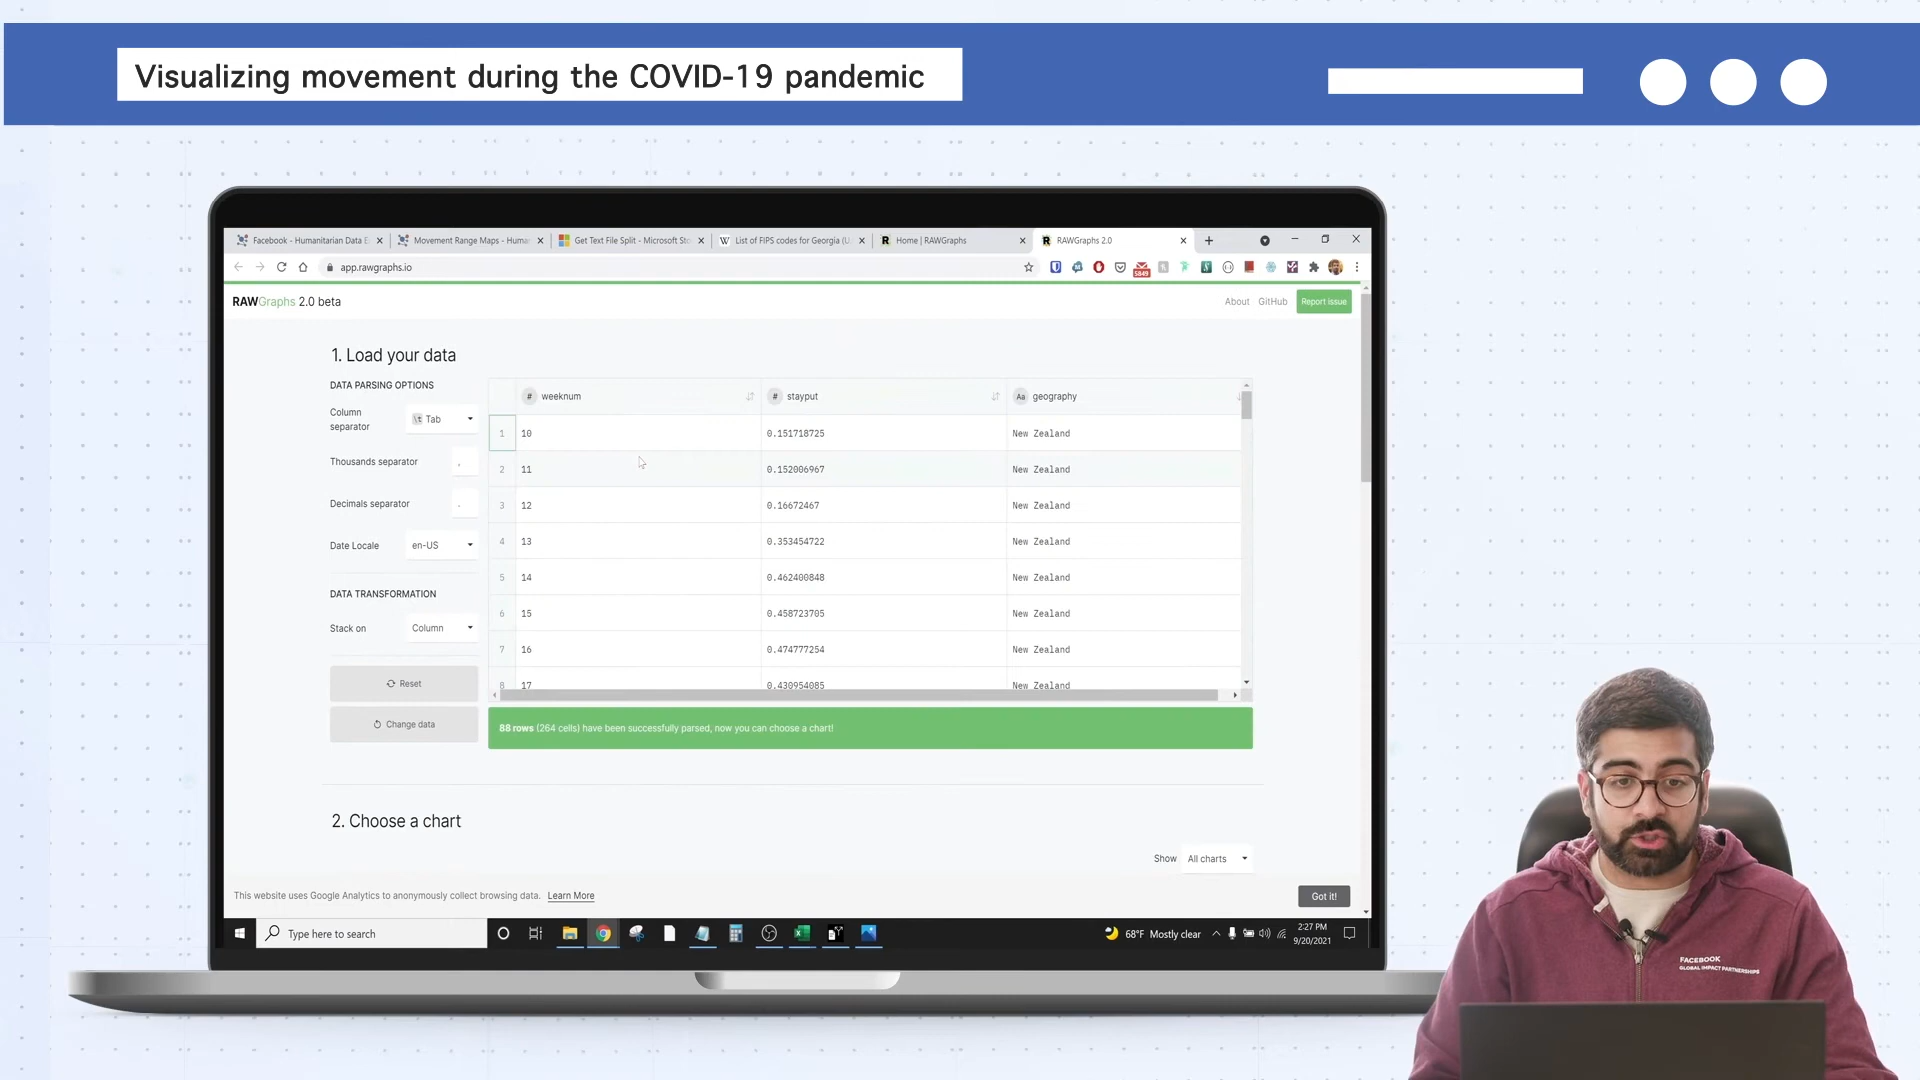 Visualizing movement during the COVID-19 pandemic
Facebook - Humanitarian Data E
Movement Range Maps - Huma
Get Text File Split - Microsoft Sto
List of FIPS codes for Georgia (U
Home | RAWGraphs
RAWGraphs 2.0
app.rawgraphs.io
5849
RAWGraphs 2.0 beta
About GitHub Report issue
1. Load your data
DATA PARSING OPTIONS
Column separator \t Tab
Thousands separator ,
Decimals separator .
Date Locale en-US
DATA TRANSFORMATION
Stack on Column
Reset
Change data
# weeknum # stayput Aa geography
1 10 0.151718725 New Zealand
2 11 0.152006967 New Zealand
3 12 0.16672467 New Zealand
4 13 0.353454722 New Zealand
5 14 0.462400848 New Zealand
6 15 0.458723705 New Zealand
7 16 0.474777254 New Zealand
8 17 0.430954085 New Zealand
88 rows (264 cells) have been successfully parsed, now you can choose a chart!
2. Choose a chart
Show All charts
This website uses Google Analytics to anonymously collect browsing data. Learn More
Got it!
Type here to search
68°F Mostly clear
2:27 PM
9/20/2021
FACEBOOK
GLOBAL IMPACT PARTNERSHIPS